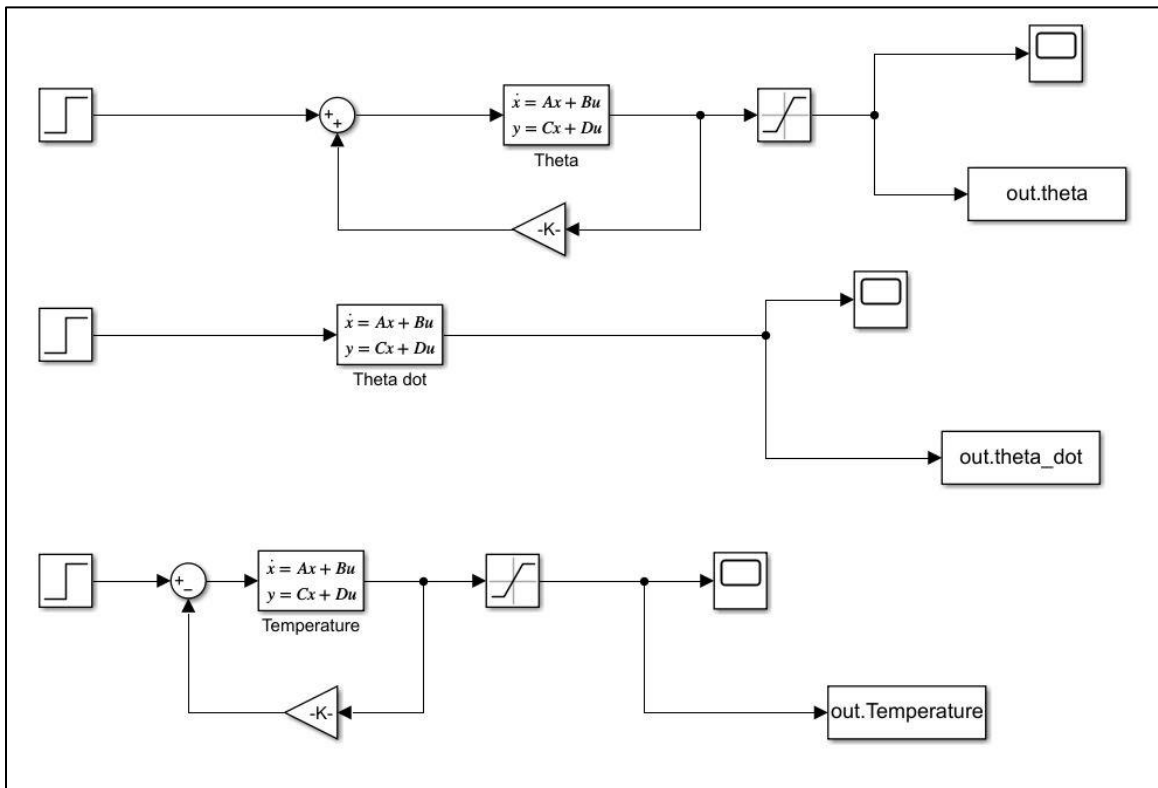 +
+
ẋ = Ax + Bu
y = Cx + Du
Theta
-K-
out.theta
ẋ = Ax + Bu
y = Cx + Du
Theta dot
out.theta_dot
+
−
ẋ = Ax + Bu
y = Cx + Du
Temperature
-K-
out.Temperature